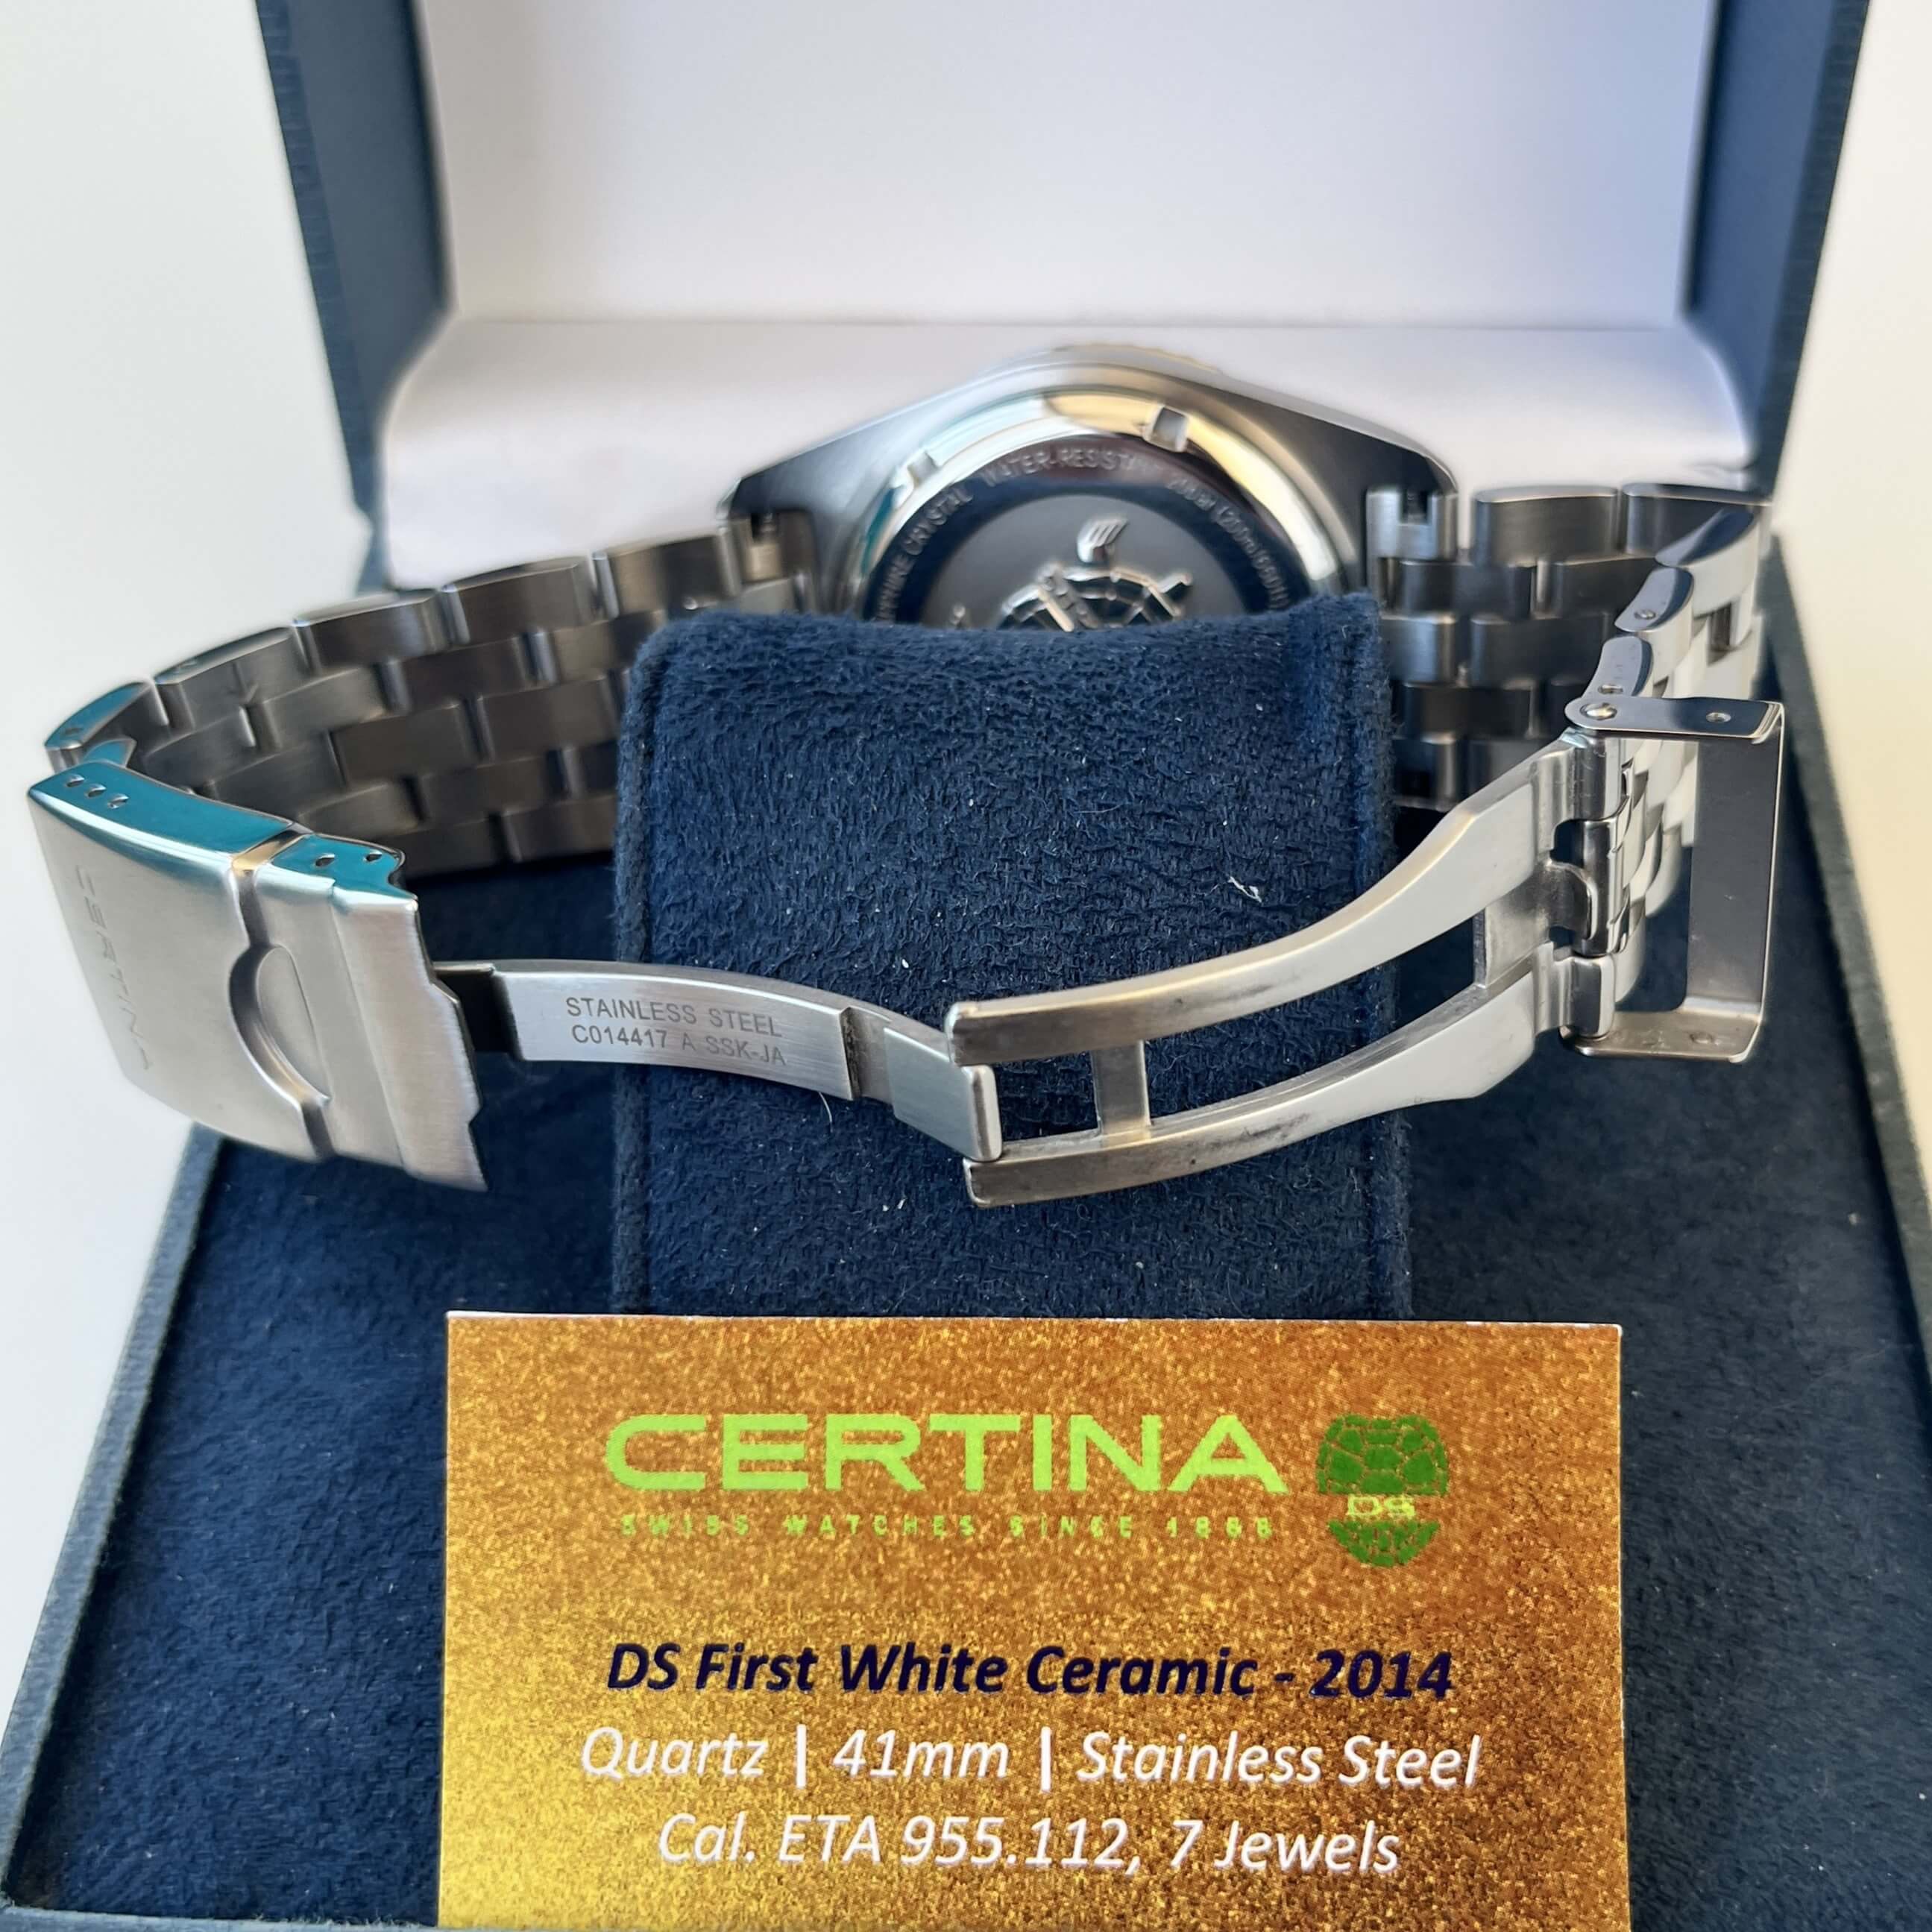 WATER-RESIST
CRYSTAL
CERTINA
STAINLESS STEEL
C014417 A SSK-JA
CERTINA
DS
SWISS WATCHES SINCE 1888
DS First White Ceramic - 2014
Quartz | 41mm | Stainless Steel
Cal. ETA 955.112, 7 Jewels